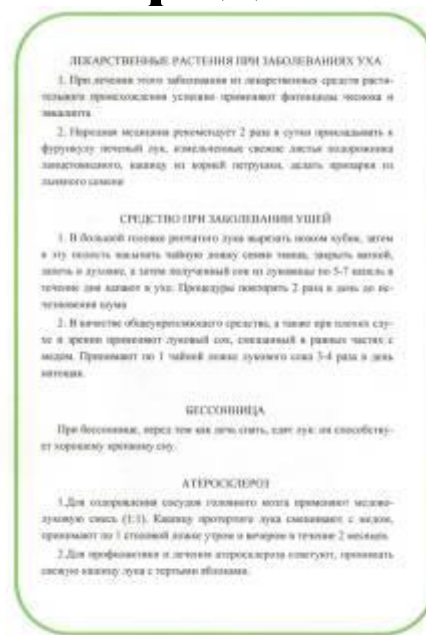 ЛЕКАРСТВЕННЫЕ РАСТЕНИЯ ПРИ ЗАБОЛЕВАНИЯХ УХА
1. При лечении этого заболевания из лекарственных средств расти-
тельного происхождения успешно применяют фитонциды чеснока и
эвкалипта
2. Народная медицина рекомендует 2 раза в сутки прикладывать к
фурункулу печеный лук, измельченные свежие листья подорожника
ланцетовидного, кашицу из корней петрушки, делать припарки из
льняного семени
СРЕДСТВО ПРИ ЗАБОЛЕВАНИИ УШЕЙ
1. В большой головке репчатого лука вырезать ножом кубик, затем
в эту полость насыпать чайную ложку семян тмина, закрыть ватой,
запечь в духовке, а затем полученный сок из луковицы по 5-7 капель в
течение дня капают в ухо. Процедуры повторять 2 раза в день до ис-
чезновения шума
2. В качестве общеукрепляющего средства, а также при плохих слу-
хе и зрении применяют луковый сок, смешанный в равных частях с
медом. Принимают по 1 чайной ложке лукового сока 3-4 раза в день
натощак.
БЕССОННИЦА
При бессоннице, перед тем как лечь спать, едят лук: он способству-
ет хорошему крепкому сну.
АТЕРОСКЛЕРОЗ
1.Для оздоровления сосудов головного мозга применяют медово-
луковую смесь (1:1). Кашицу протертого лука смешивают с медом,
принимают по 1 столовой ложке утром и вечером в течение 2 месяцев.
2.Для профилактики и лечения атеросклероза советуют, принимать
свежую кашицу лука с тертыми яблоками.